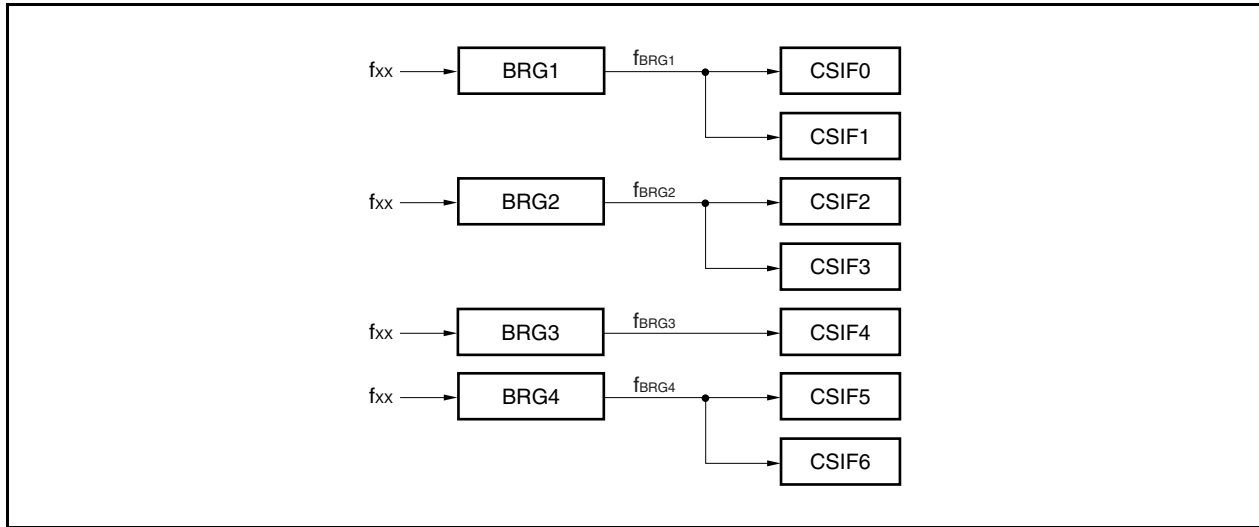 fxx BRG1 fBRG1 CSIF0
CSIF1
fxx BRG2 fBRG2 CSIF2
CSIF3
fxx BRG3 fBRG3 CSIF4
fxx BRG4 fBRG4 CSIF5
CSIF6